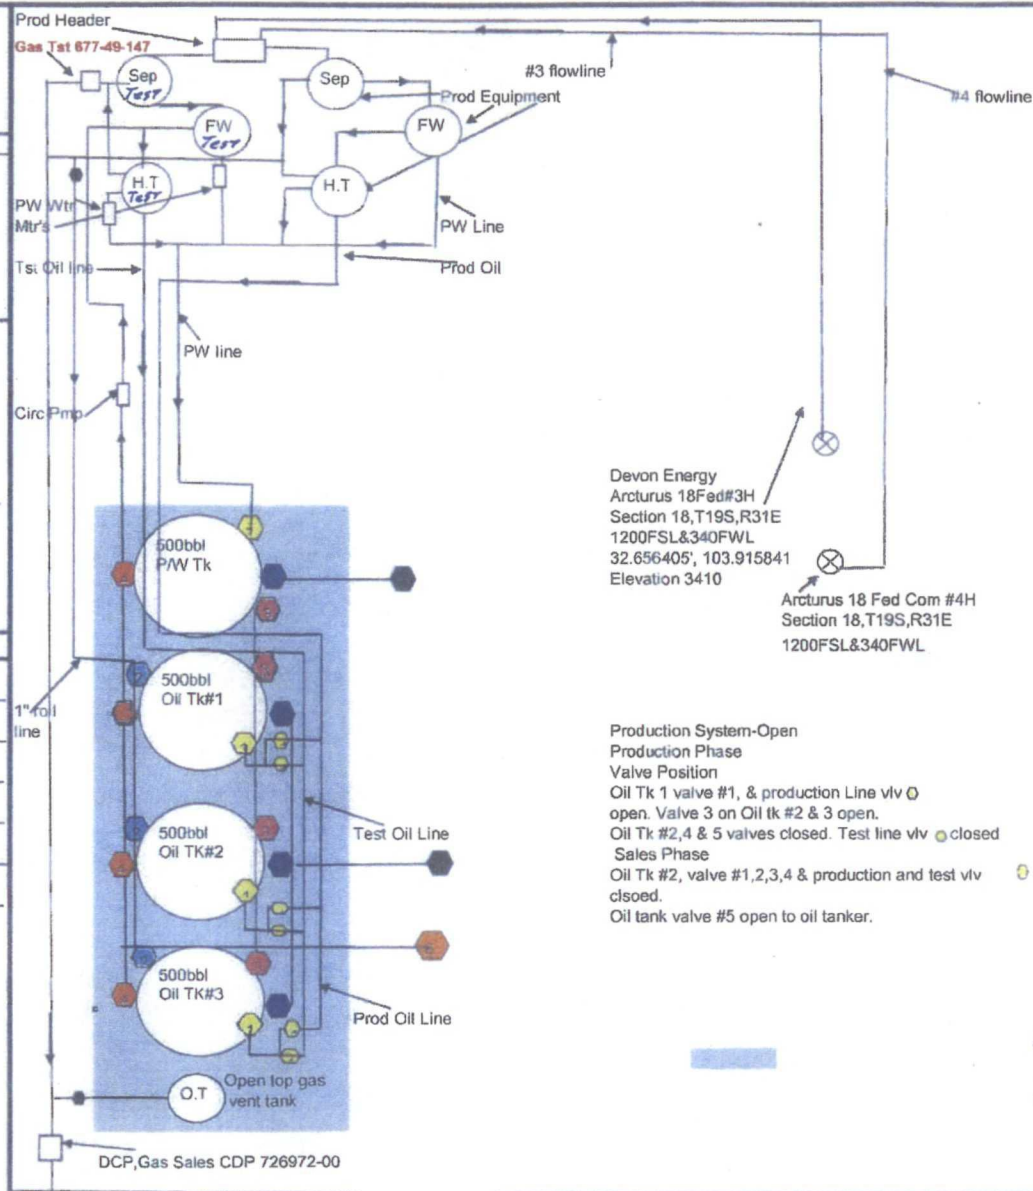 Prod Header
Gas Tst 677-49-147
Sep
Test
Sep
#3 flowline
Prod Equipment
#4 flowline
FW
Test
FW
H.T
Test
H.T
PW Wtr
Mtr's
PW Line
Tst Oil line
Prod Oil
PW line
Circ Pmp
Devon Energy
Arcturus 18Fed#3H
Section 18,T19S,R31E
1200FSL&340FWL
32.656405', 103.915841
Elevation 3410
Arcturus 18 Fed Com #4H
Section 18,T19S,R31E
1200FSL&340FWL
500bbl
P/W Tk
500bbl
Oil Tk#1
1" roll
line
Production System-Open
Production Phase
Valve Position
Oil Tk 1 valve #1, & production Line vlv
open. Valve 3 on Oil tk #2 & 3 open.
Oil Tk #2,4 & 5 valves closed. Test line vlv closed
Sales Phase
Oil Tk #2, valve #1,2,3,4 & production and test vlv
clsoed.
Oil tank valve #5 open to oil tanker.
Test Oil Line
500bbl
Oil TK#2
500bbl
Oil TK#3
Prod Oil Line
O.T
Open top gas
vent tank
DCP,Gas Sales CDP 726972-00